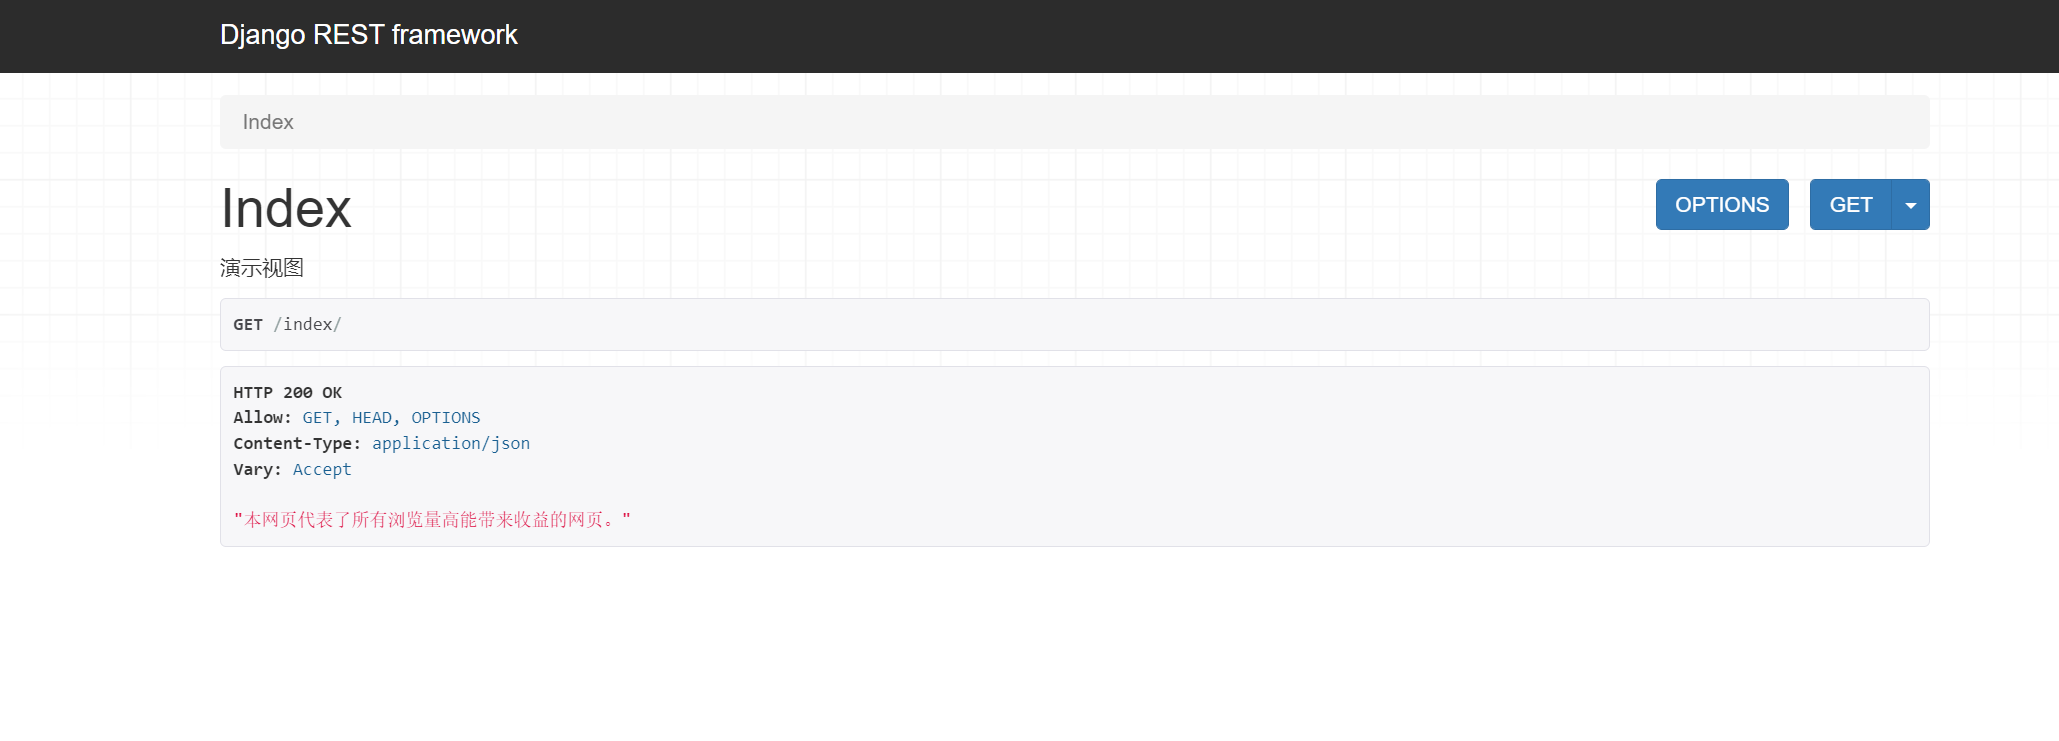 Django REST framework
Index
Index
OPTIONS
GET
演示视图
GET /index/
HTTP 200 OK
Allow: GET, HEAD, OPTIONS
Content-Type: application/json
Vary: Accept
"本网页代表了所有浏览量高能带来收益的网页。"